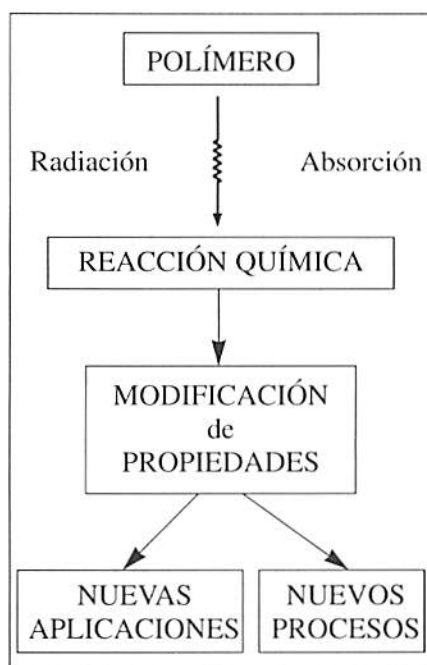 POLÍMERO
Radiación Absorción
REACCIÓN QUÍMICA
MODIFICACIÓN
de
PROPIEDADES
NUEVAS
APLICACIONES
NUEVOS
PROCESOS